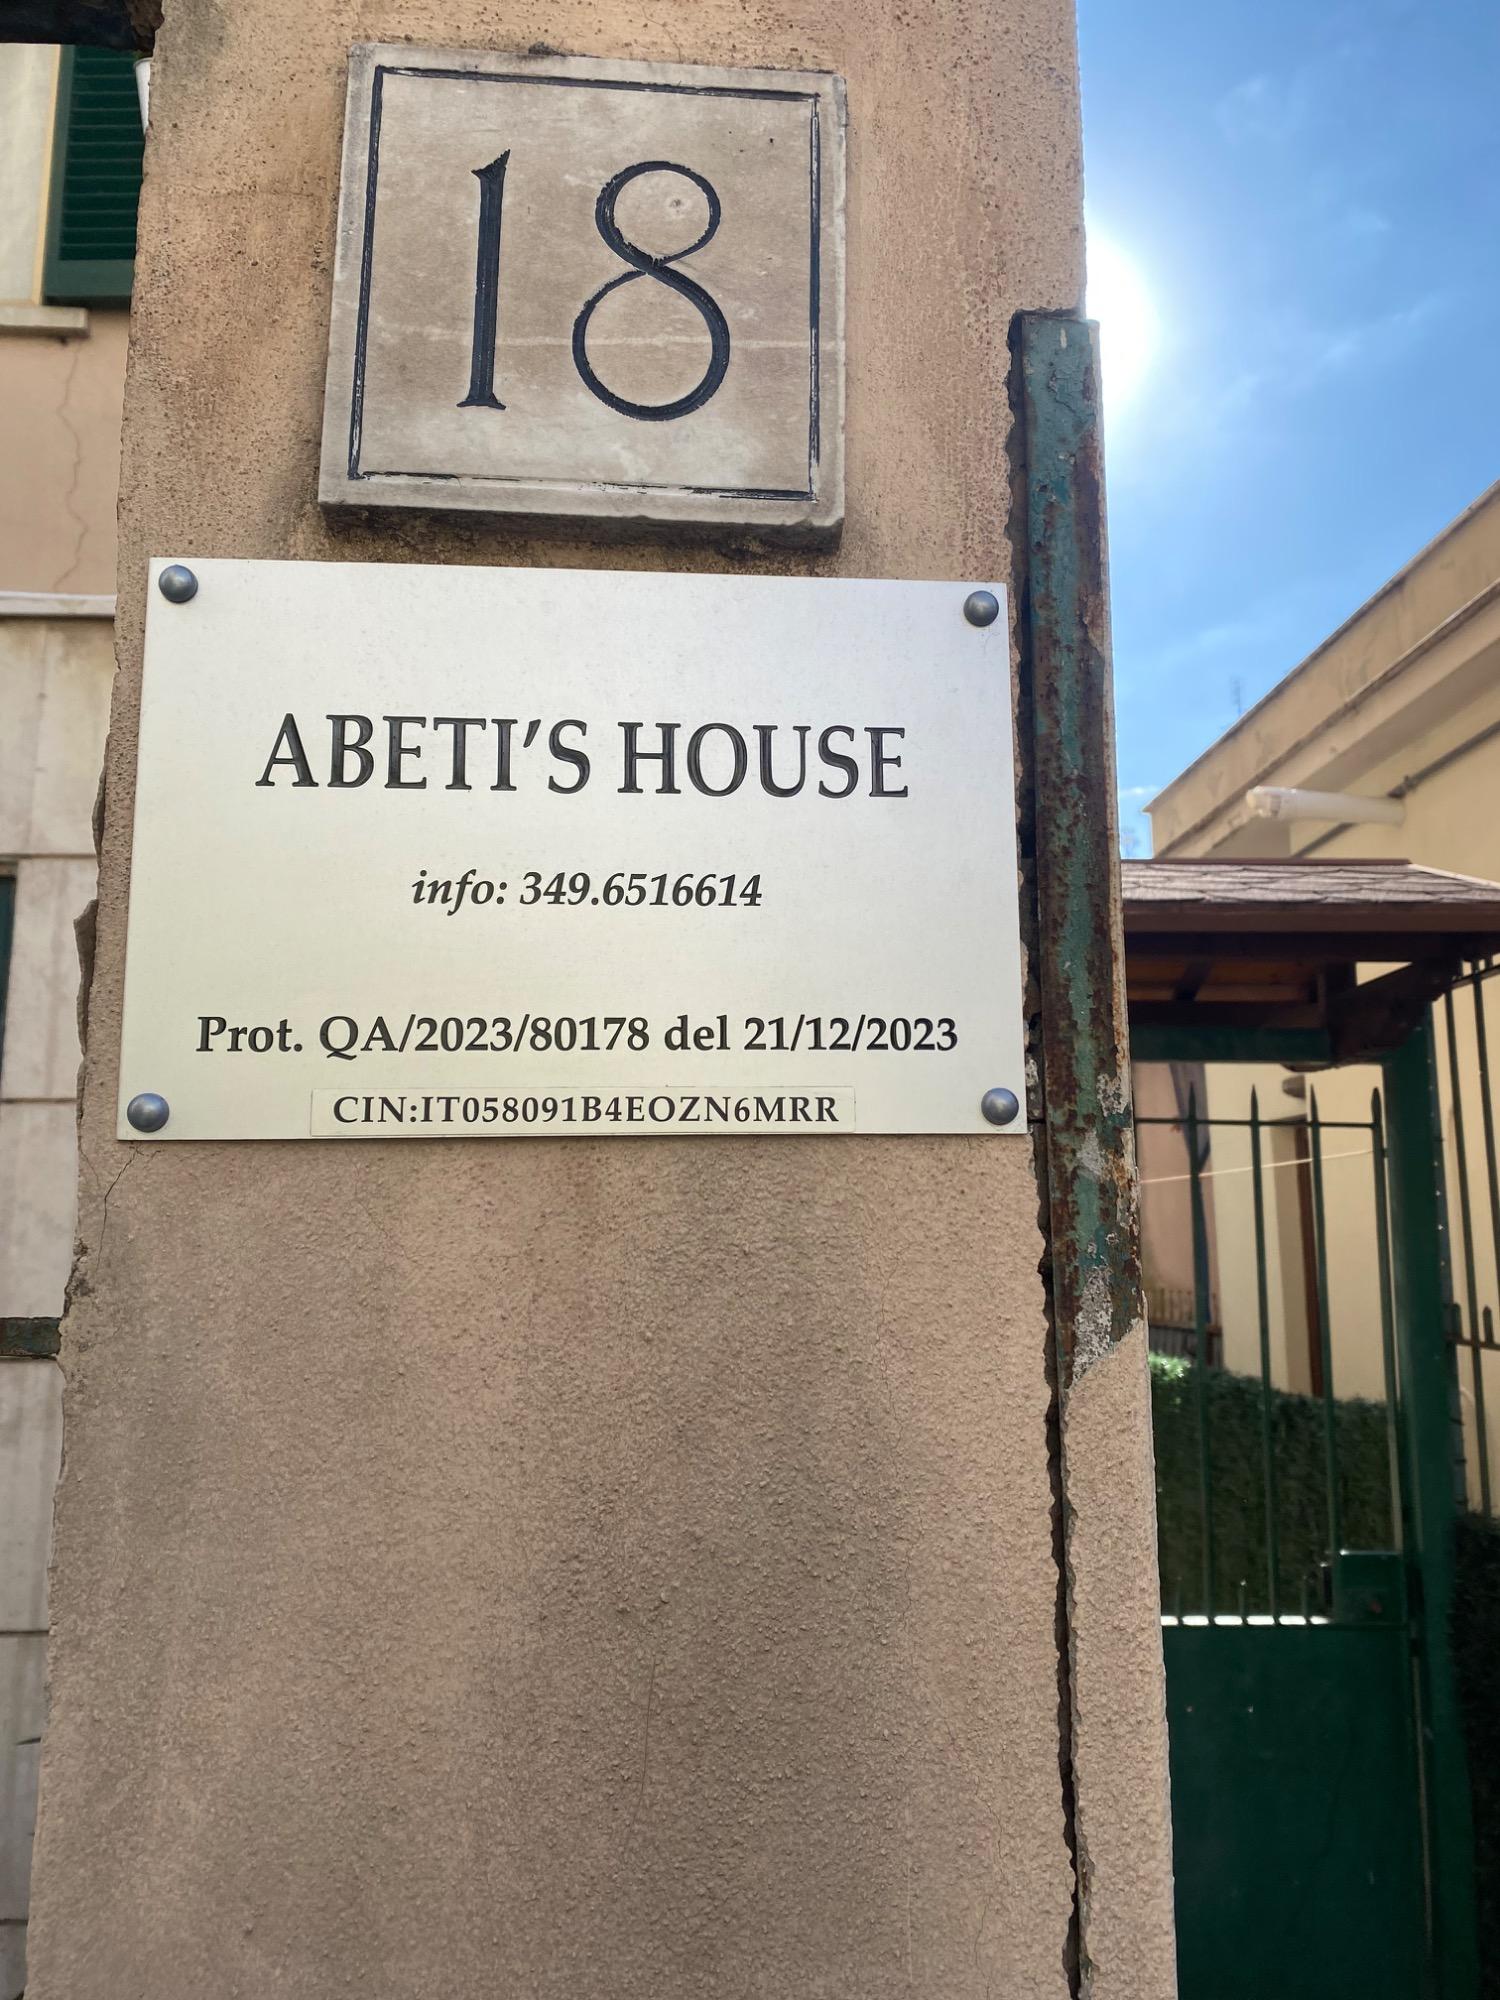 18
ABETI'S HOUSE
info: 349.6516614
Prot. QA/2023/80178 del 21/12/2023
CIN:IT058091B4EOZN6MRR